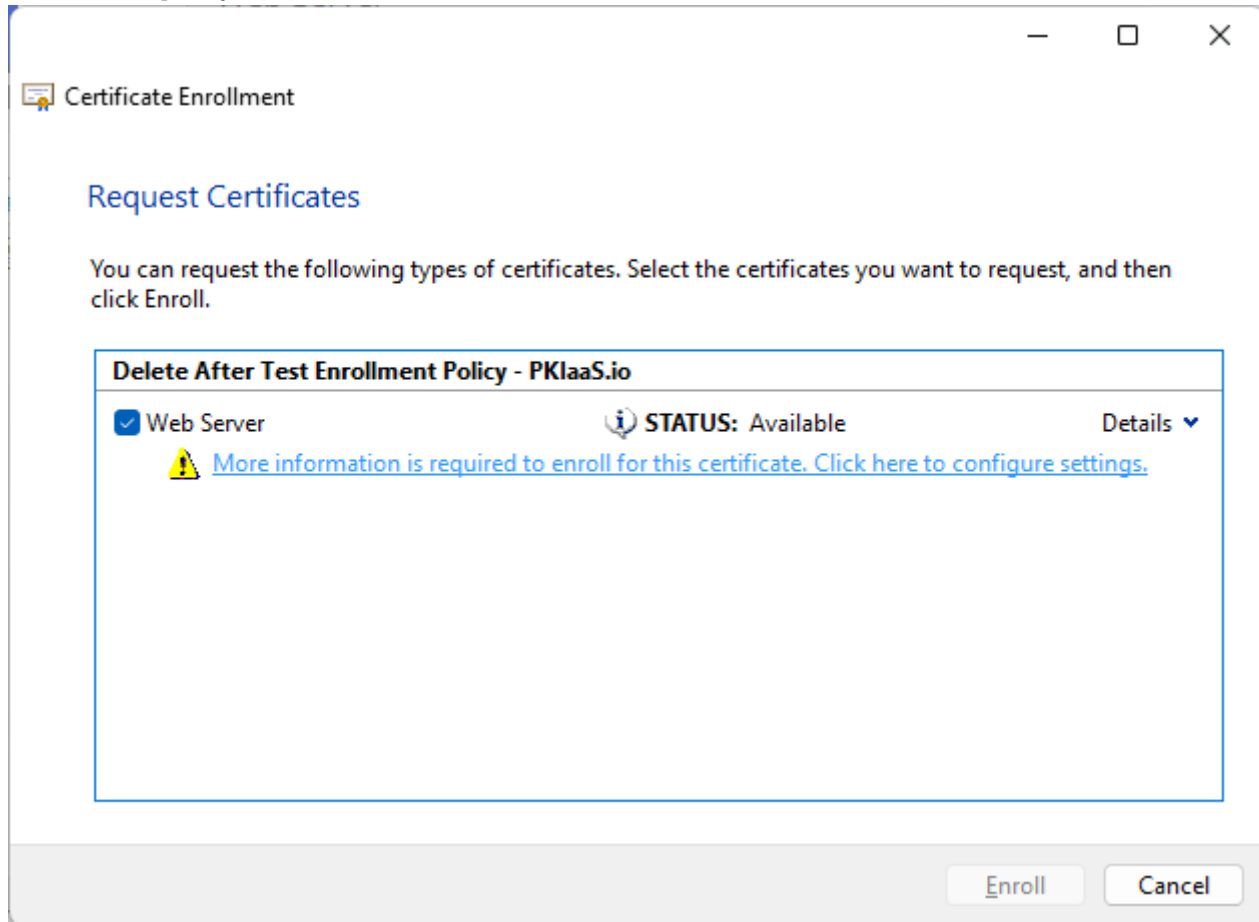 Certificate Enrollment
Request Certificates
You can request the following types of certificates. Select the certificates you want to request, and then
click Enroll.
Delete After Test Enrollment Policy - PKIaaS.io
Web Server STATUS: Available Details
More information is required to enroll for this certificate. Click here to configure settings.
Enroll Cancel